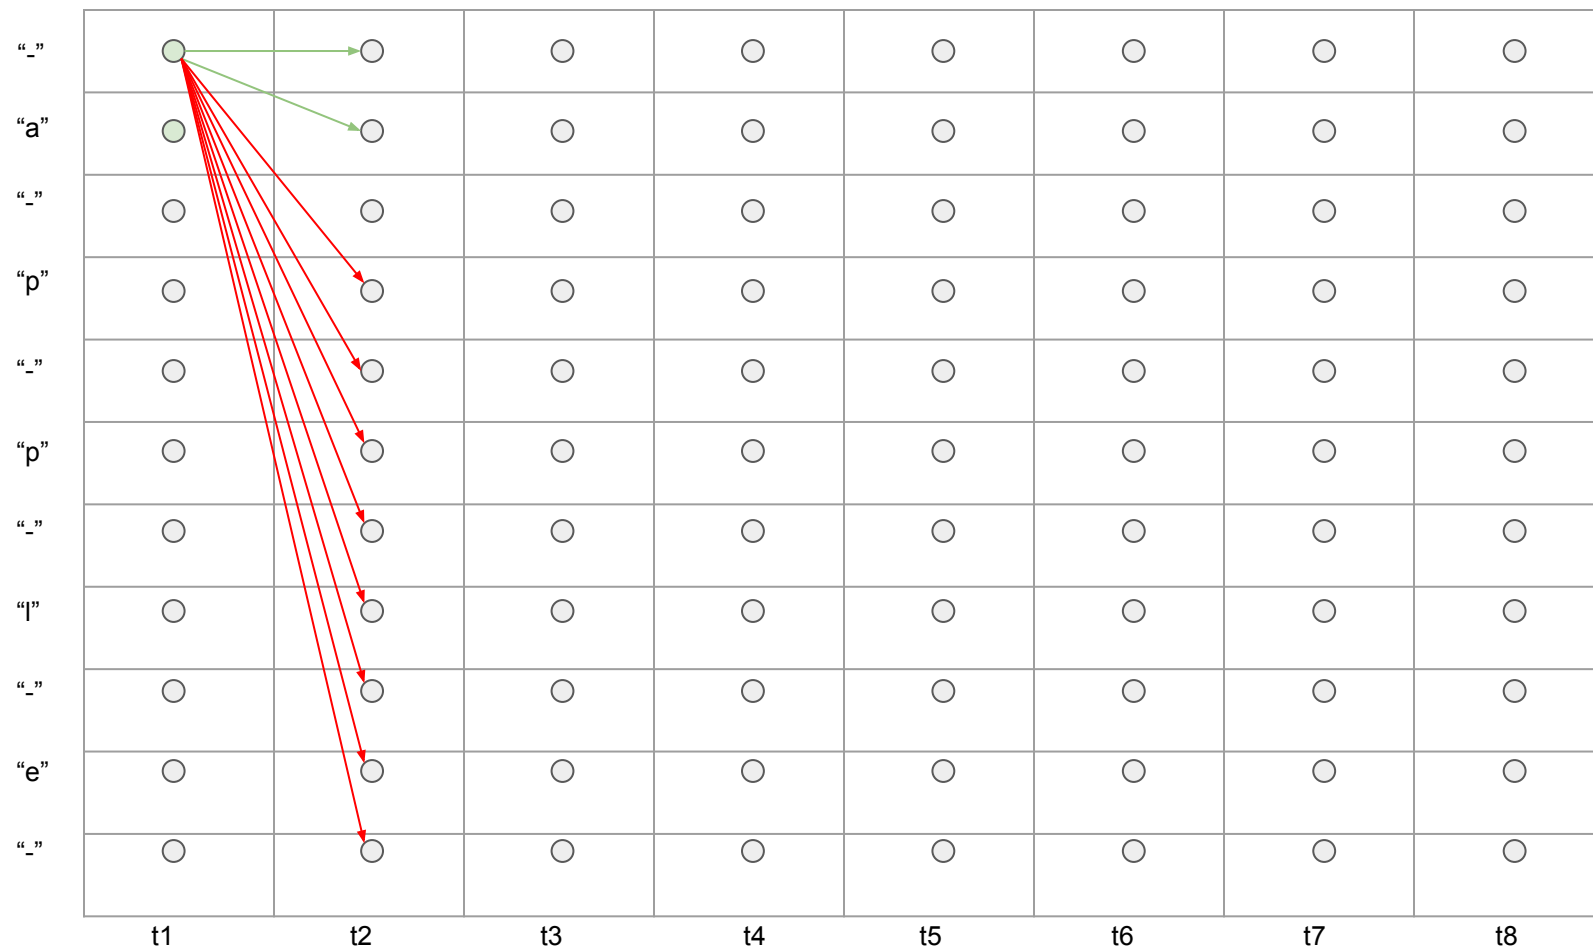 “-”
“a”
“-”
“p”
“-”
“p”
“-”
“l”
“-”
“e”
“-”
t1 t2 t3 t4 t5 t6 t7 t8